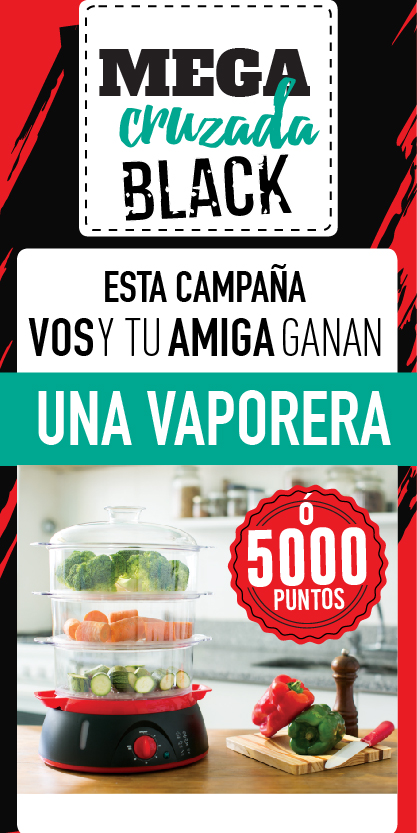 MEGA
cruzada
BLACK
ESTA CAMPAÑA
VOS Y TU AMIGA GANAN
UNA VAPORERA
Ó
5000
PUNTOS